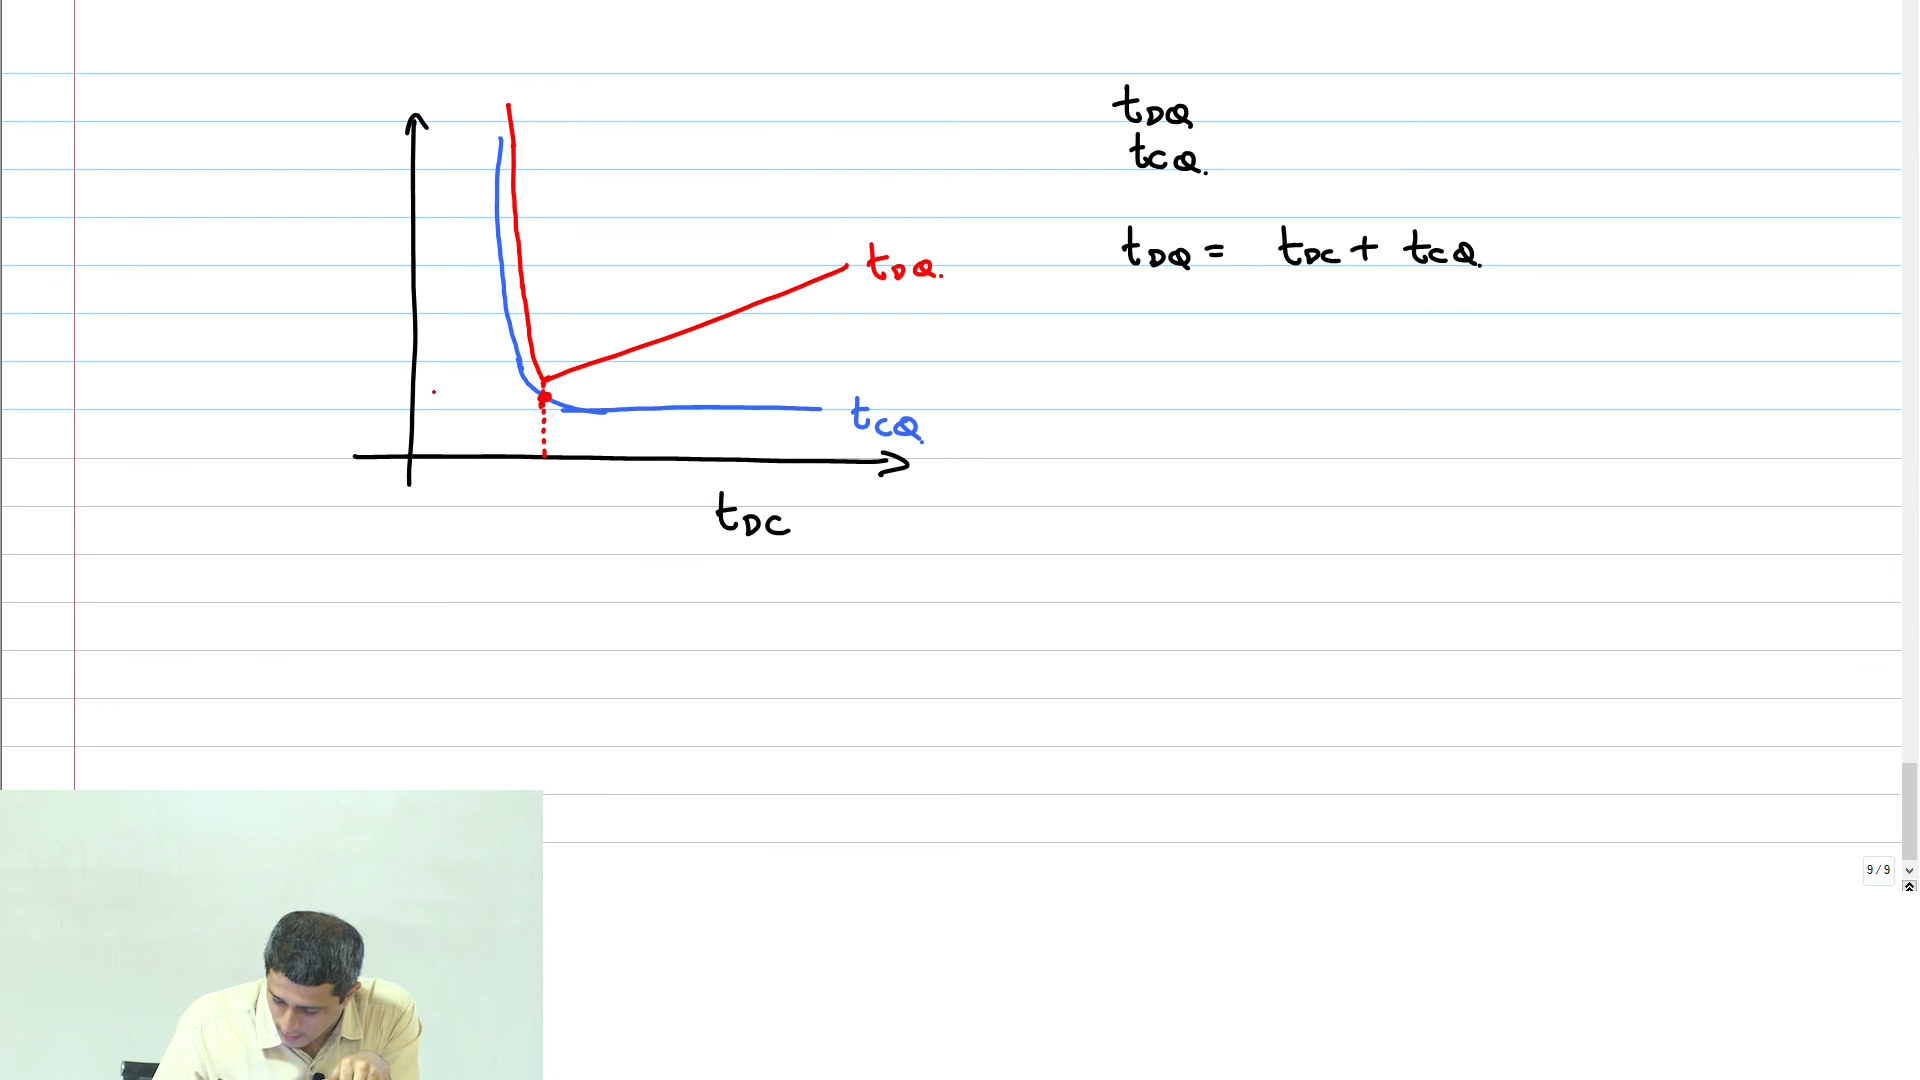 tDQ
tCQ.
tDQ = tDC + tCQ.
tDQ.
tCQ.
tDC
9/9